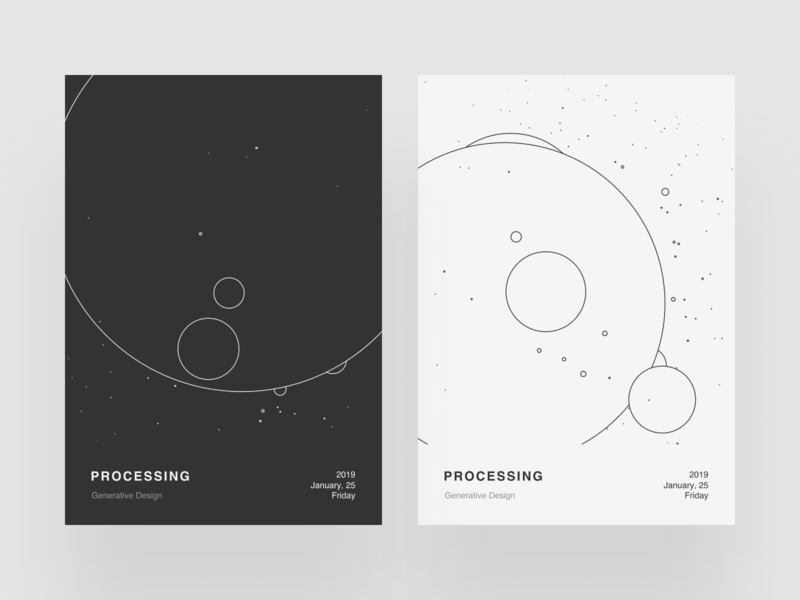 PROCESSING
Generative Design
2019
January, 25
Friday
PROCESSING
Generative Design
2019
January, 25
Friday